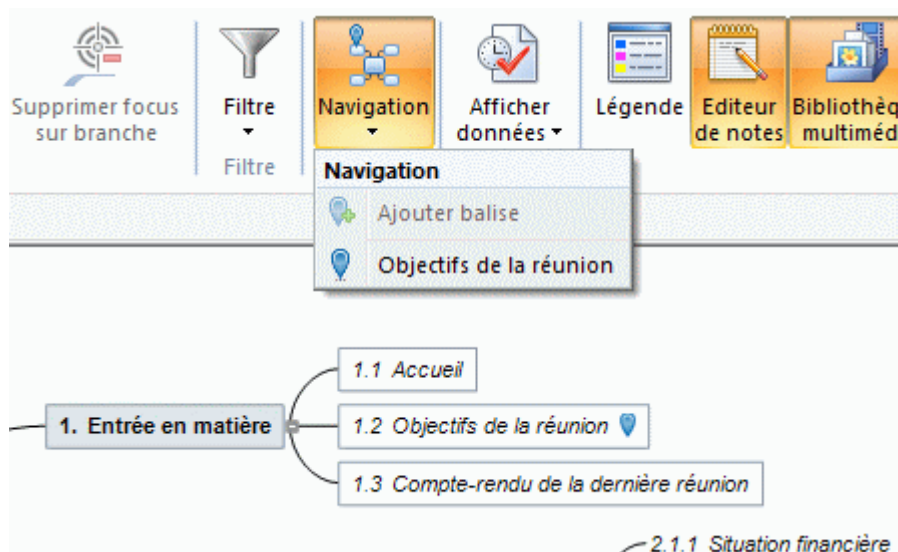 Supprimer focus
sur branche
Filtre
Filtre
Navigation
Afficher
données
Légende
Editeur
de notes
Bibliothèq
multiméd
Navigation
Ajouter balise
Objectifs de la réunion
1.1 Accueil
1. Entrée en matière
1.2 Objectifs de la réunion
1.3 Compte-rendu de la dernière réunion
2.1.1 Situation financière